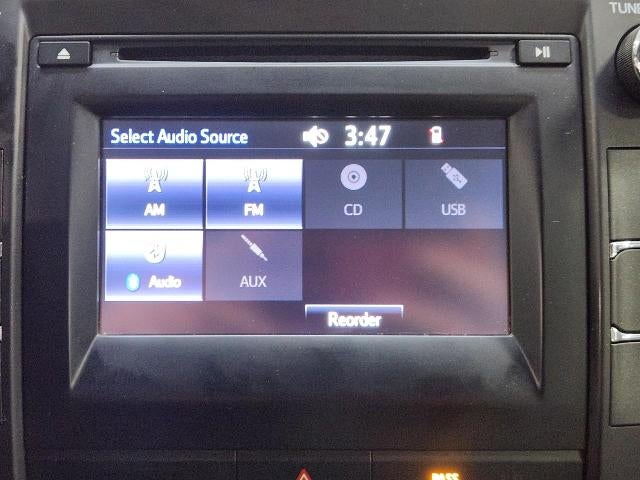 TUNE
Select Audio Source 3:47
AM FM CD USB
Audio AUX
Reorder
PASS